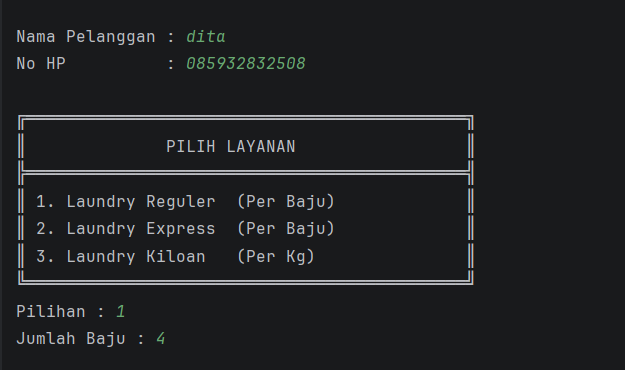 Nama Pelanggan : dita
No HP          : 085932832508
PILIH LAYANAN
1. Laundry Reguler  (Per Baju)
2. Laundry Express  (Per Baju)
3. Laundry Kiloan   (Per Kg)
Pilihan : 1
Jumlah Baju : 4